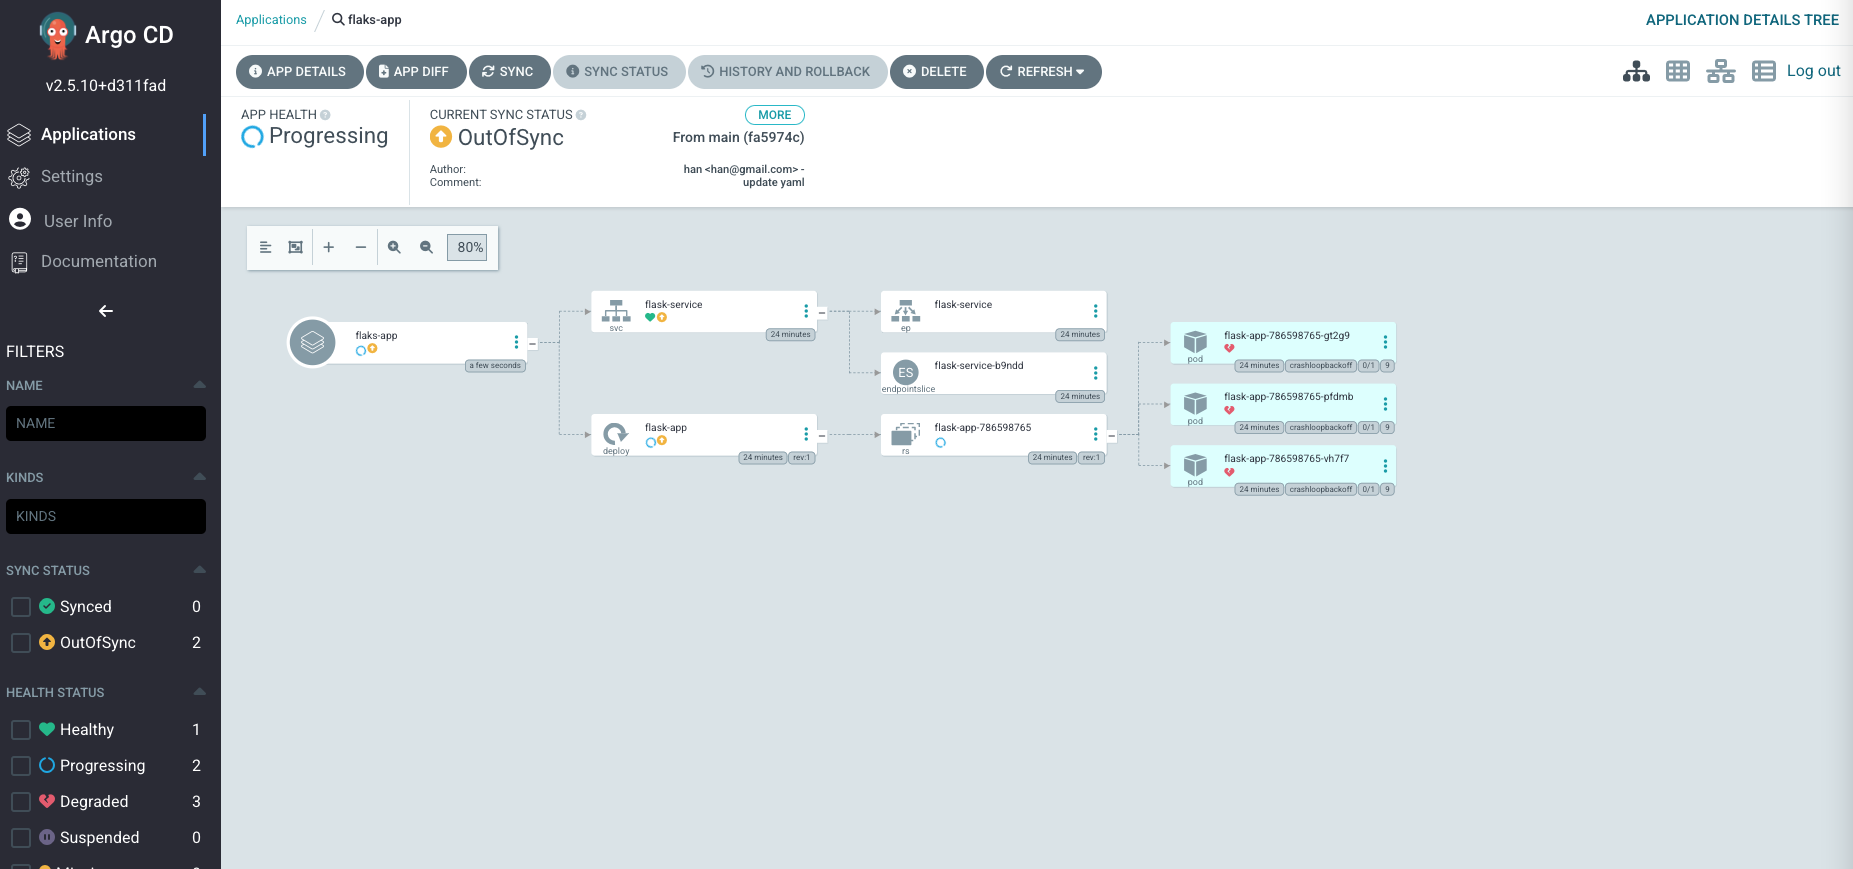 Argo CD
v2.5.10+d311fad
Applications
Settings
User Info
Documentation
FILTERS
NAME
NAME
KINDS
KINDS
SYNC STATUS
Synced 0
OutOfSync 2
HEALTH STATUS
Healthy 1
Progressing 2
Degraded 3
Suspended 0
Applications / flaks-app
APPLICATION DETAILS TREE
APP DETAILS APP DIFF SYNC SYNC STATUS HISTORY AND ROLLBACK DELETE REFRESH
Log out
APP HEALTH
Progressing
CURRENT SYNC STATUS
MORE
OutOfSync
From main (fa5974c)
Author: han <han@gmail.com> -
Comment: update yaml
80%
flaks-app
a few seconds
flask-service
svc
24 minutes
flask-app
deploy
24 minutes rev:1
flask-service
ep
24 minutes
ES
flask-service-b9ndd
endpointslice
24 minutes
flask-app-786598765
rs
24 minutes rev:1
flask-app-786598765-gt2g9
pod
24 minutes crashloopbackoff 0/1 9
flask-app-786598765-pfdmb
pod
24 minutes crashloopbackoff 0/1 9
flask-app-786598765-vh7f7
pod
24 minutes crashloopbackoff 0/1 9